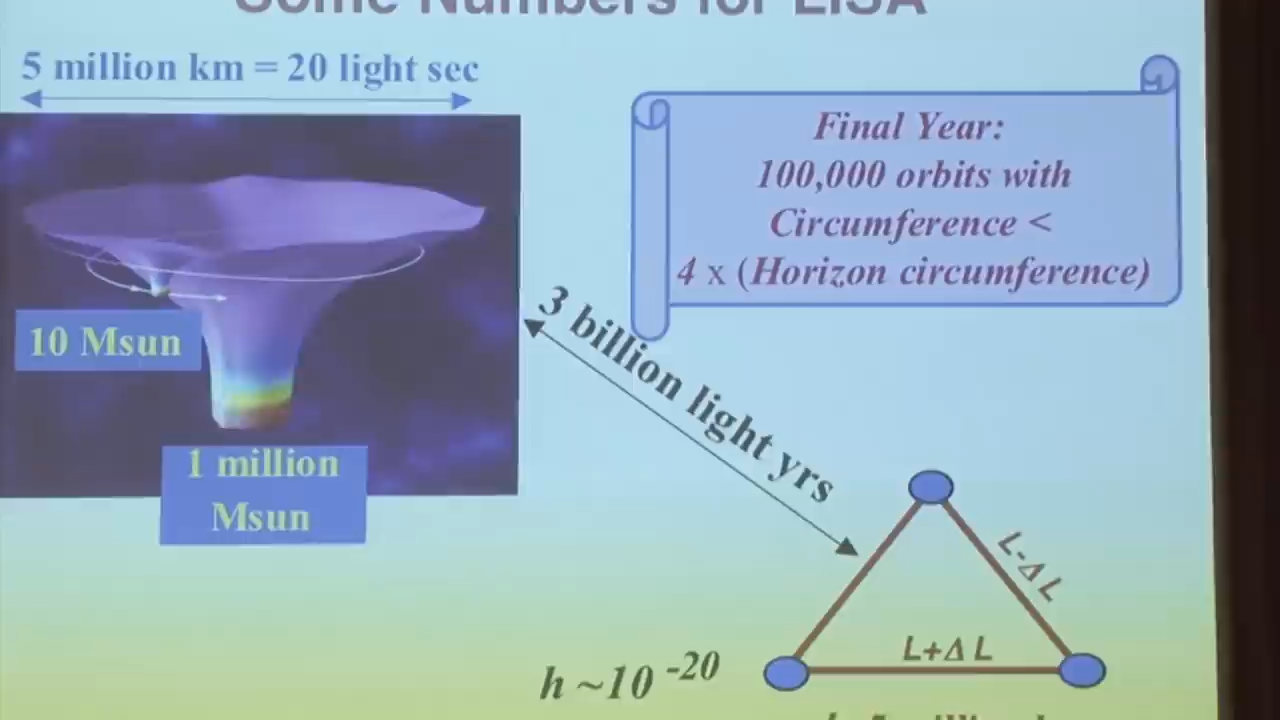 Some Numbers for LISA
5 million km = 20 light sec
Final Year:
100,000 orbits with
Circumference <
4 x (Horizon circumference)
10 Msun
3 billion light yrs
1 million
Msun
L-Δ L
L+Δ L
h ~10 -20